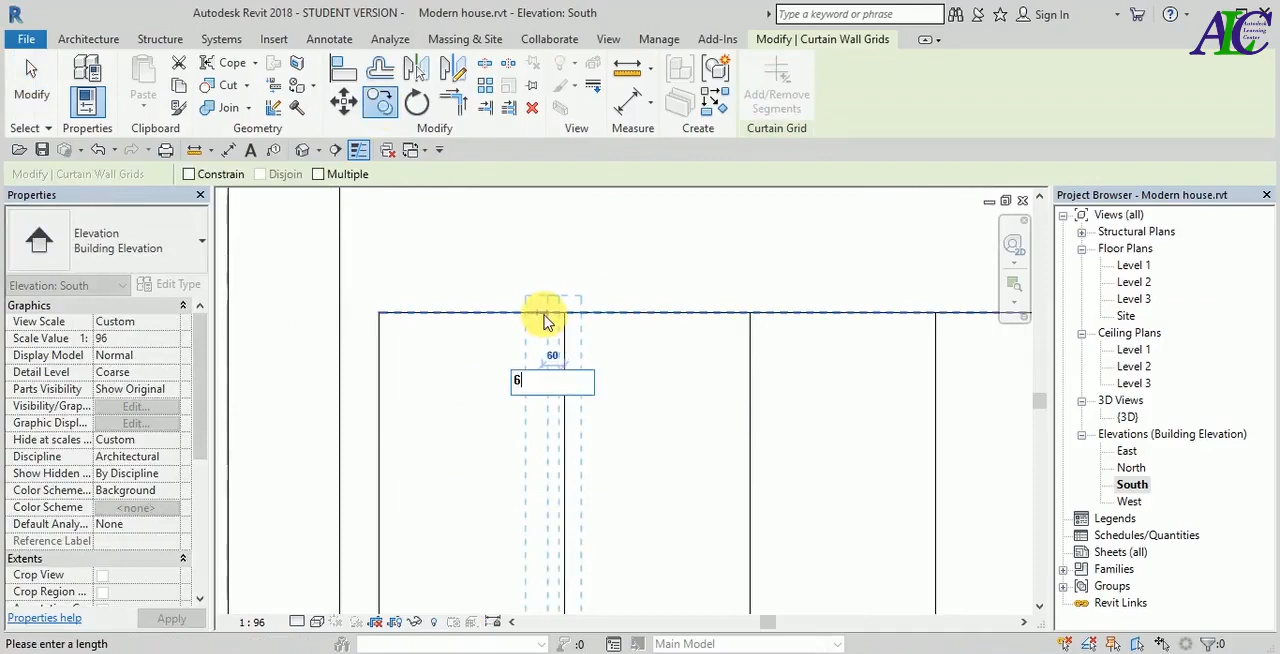 Autodesk Revit 2018 - STUDENT VERSION - Modern house.rvt - Elevation: South
Type a keyword or phrase
Sign In
ALC
Autodesk
Learning
Center
File Architecture Structure Systems Insert Annotate Analyze Massing & Site Collaborate View Manage Add-Ins Modify | Curtain Wall Grids
Modify
Paste
Cope
Cut
Join
Add/Remove
Segments
Select Properties Clipboard Geometry Modify View Measure Create Curtain Grid
Modify | Curtain Wall Grids
Constrain
Disjoin
Multiple
Properties
Elevation
Building Elevation
Elevation: South
Edit Type
Graphics
View Scale Custom
Scale Value 1: 96
Display Model Normal
Detail Level Coarse
Parts Visibility Show Original
Visibility/Grap... Edit...
Graphic Displ... Edit...
Hide at scales ... Custom
Discipline Architectural
Show Hidden ... By Discipline
Color Scheme... Background
Color Scheme <none>
Default Analy... None
Reference Label
Extents
Crop View
Crop Region ...
Properties help
Apply
60
6
2D
1 : 96
Project Browser - Modern house.rvt
Views (all)
Structural Plans
Floor Plans
Level 1
Level 2
Level 3
Site
Ceiling Plans
Level 1
Level 2
Level 3
3D Views
{3D}
Elevations (Building Elevation)
East
North
South
West
Legends
Schedules/Quantities
Sheets (all)
Families
Groups
Revit Links
Please enter a length
:0
Main Model
:0